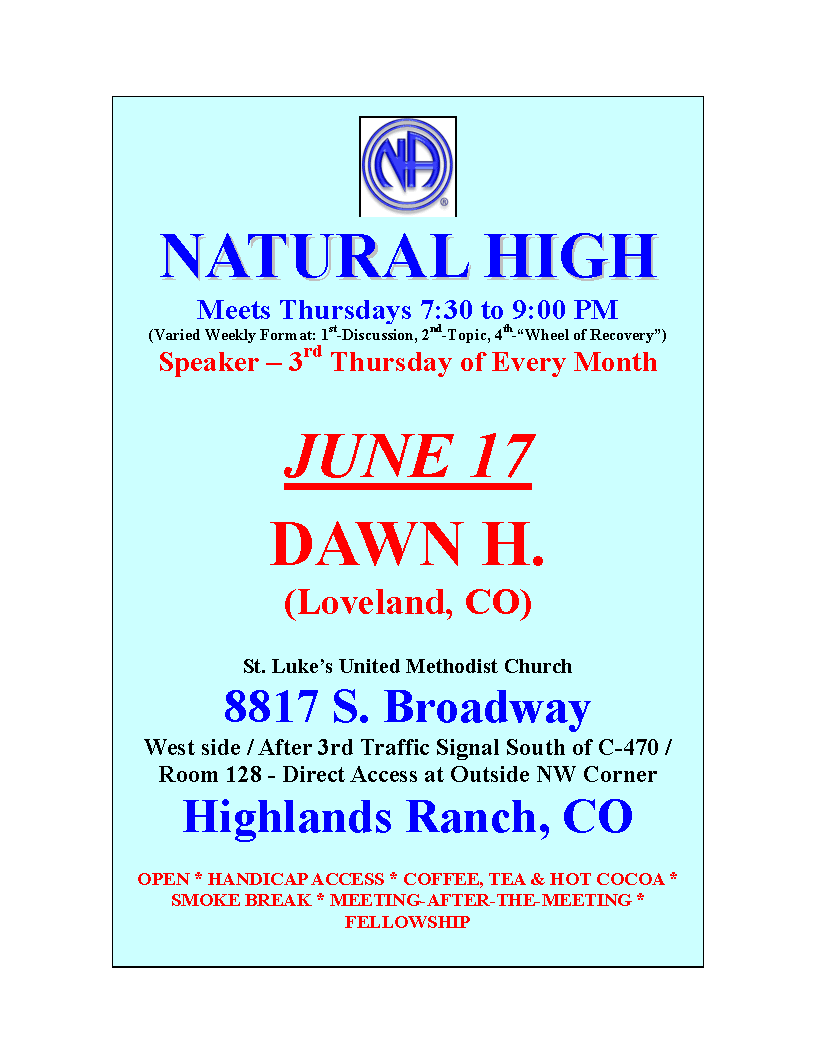 NA
®
NATURAL HIGH
Meets Thursdays 7:30 to 9:00 PM
(Varied Weekly Format: 1st-Discussion, 2nd-Topic, 4th-“Wheel of Recovery”)
Speaker – 3rd Thursday of Every Month
JUNE 17
DAWN H.
(Loveland, CO)
St. Luke’s United Methodist Church
8817 S. Broadway
West side / After 3rd Traffic Signal South of C-470 /
Room 128 - Direct Access at Outside NW Corner
Highlands Ranch, CO
OPEN * HANDICAP ACCESS * COFFEE, TEA & HOT COCOA *
SMOKE BREAK * MEETING-AFTER-THE-MEETING *
FELLOWSHIP